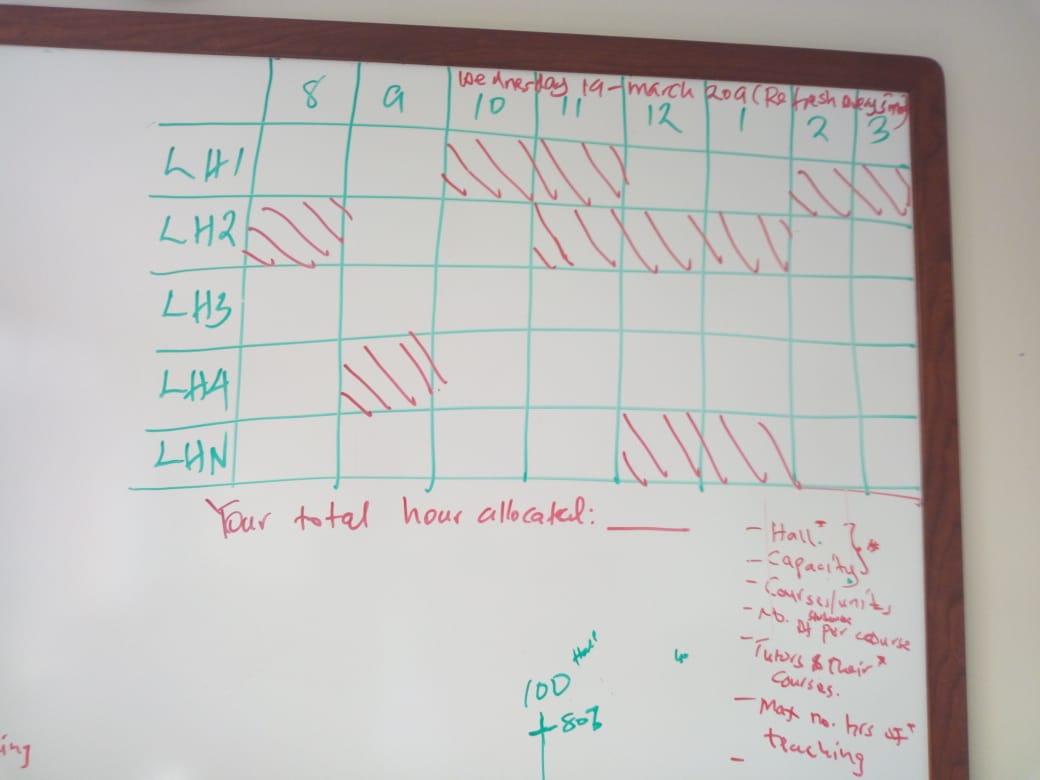 Wednesday 19-march 2019 (Refresh
8 9 10 11 12 1 2 3
LH1
LH2
LH3
LH4
LHN
Your total hour allocated: ____
- Hall *
- Capacity } *
- Courses/units
- No. of students per course
- Tutors & their *
courses.
- Max no. hrs of *
teaching
-
Hall
100
80%
ing